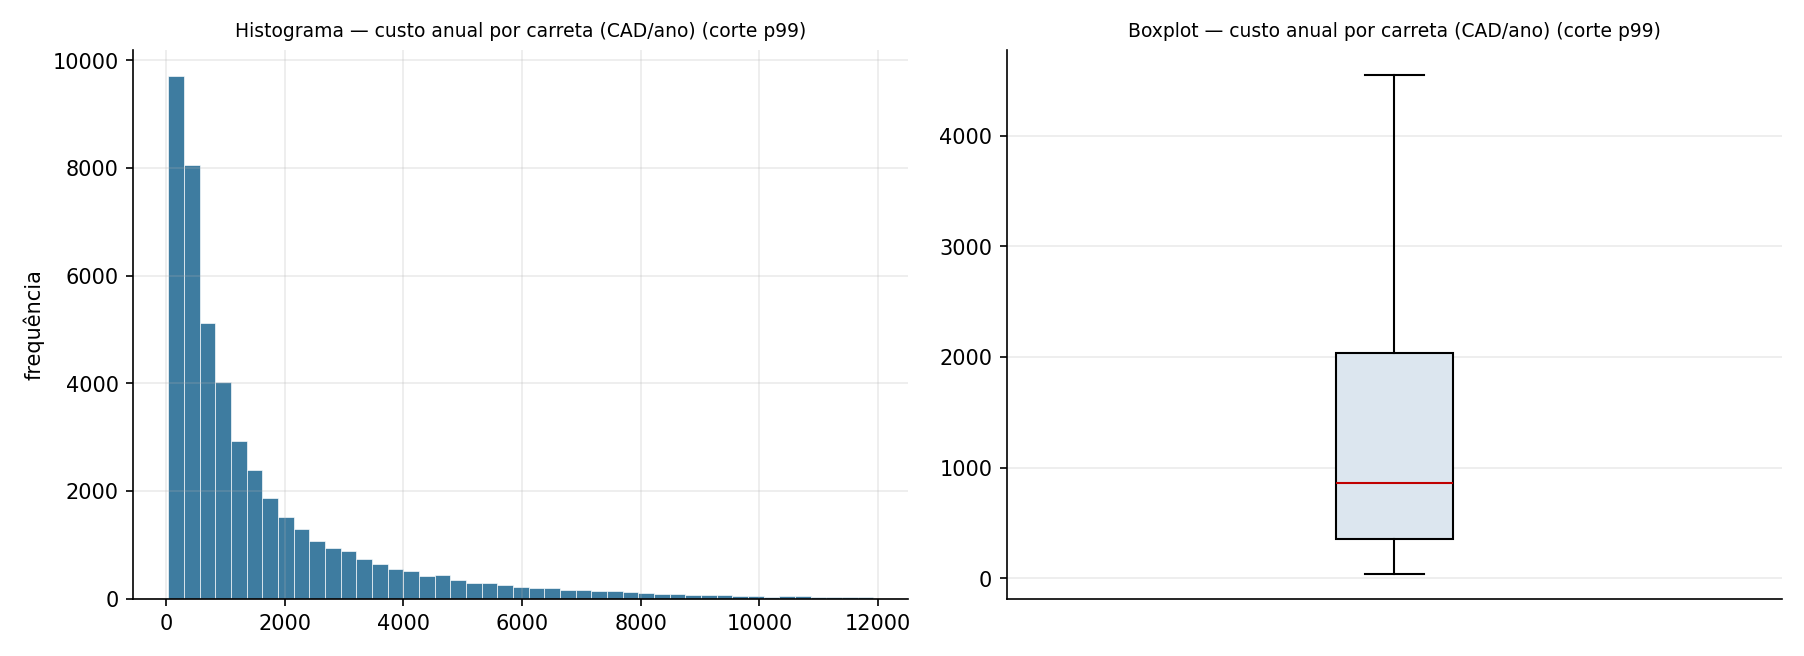 Histograma — custo anual por carreta (CAD/ano) (corte p99)
10000
8000
6000
4000
2000
0
frequência
0 2000 4000 6000 8000 10000 12000
Boxplot — custo anual por carreta (CAD/ano) (corte p99)
4000
3000
2000
1000
0